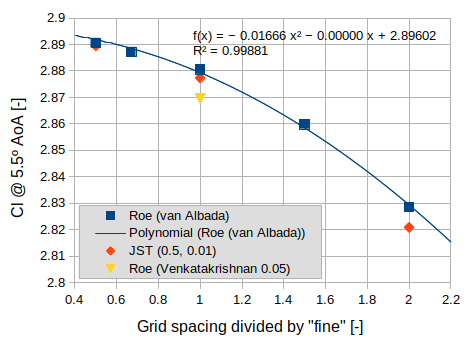 2.9
f(x) = − 0.01666 x² − 0.00000 x + 2.89602
2.89
R² = 0.99881
2.88
2.87
2.86
2.85
2.84
2.83
2.82
2.81
2.8
Cl @ 5.5º AoA [-]
Roe (van Albada)
Polynomial (Roe (van Albada))
JST (0.5, 0.01)
Roe (Venkatakrishnan 0.05)
0.4 0.6 0.8 1 1.2 1.4 1.6 1.8 2 2.2
Grid spacing divided by "fine" [-]